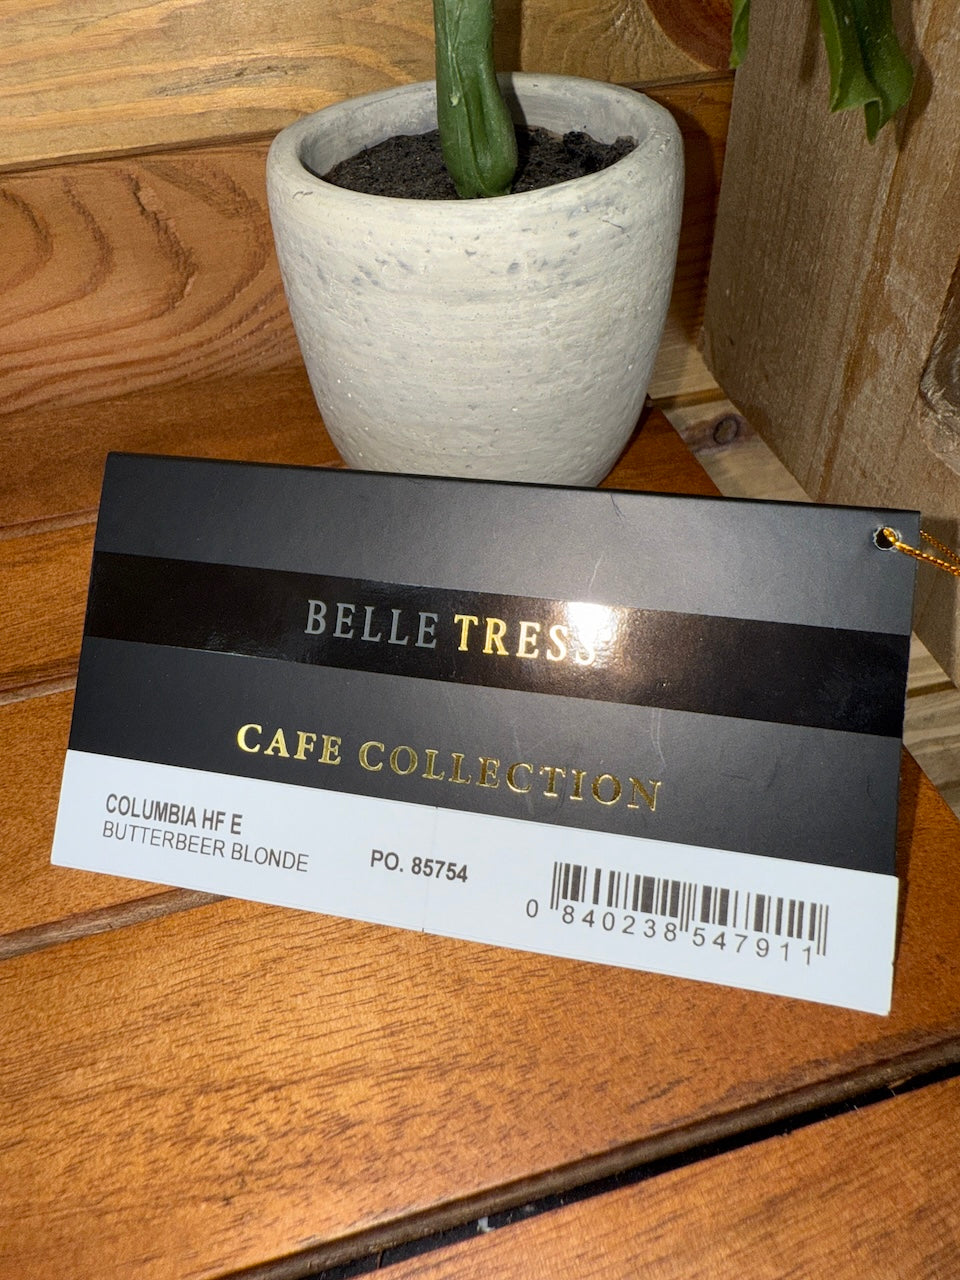 BELLE TRESS
CAFE COLLECTION
COLUMBIA HF E
BUTTERBEER BLONDE
PO. 85754
0 840238 547911